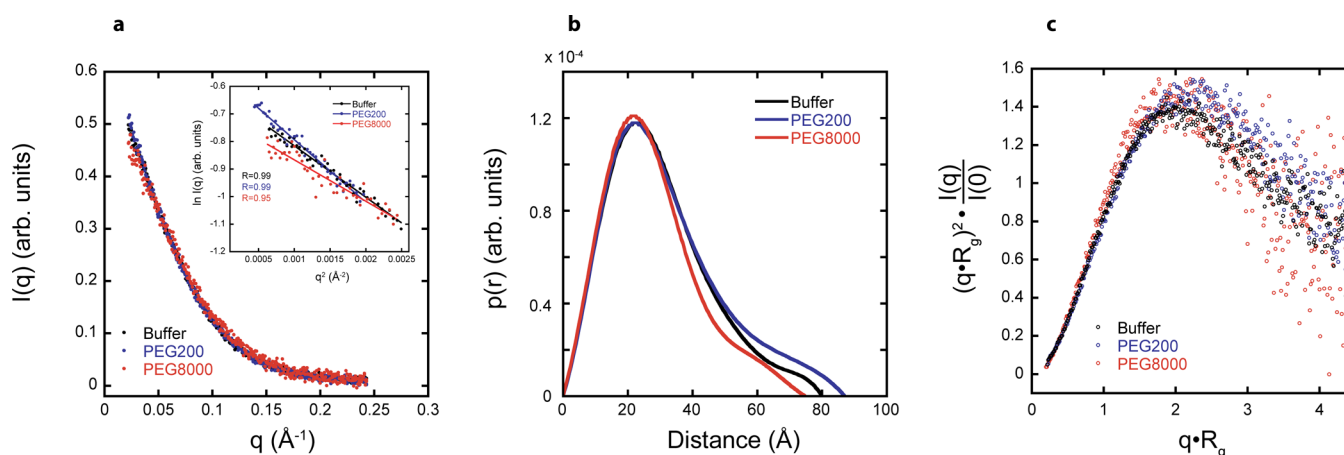 a
0.6
0.5
0.4
0.3
0.2
0.1
0
0
0.05
0.1
0.15
0.2
0.25
0.3
I(q) (arb. units)
q (Å-1)
Buffer
PEG200
PEG8000
-0.6
-0.7
-0.8
-0.9
-1
-1.1
-1.2
0.0005
0.001
0.0015
0.002
0.0025
ln I(q) (arb. units)
q2 (Å-2)
Buffer
PEG200
PEG8000
R=0.99
R=0.99
R=0.95
b
x 10-4
1.2
0.8
0.4
0
0
20
40
60
80
100
p(r) (arb. units)
Distance (Å)
Buffer
PEG200
PEG8000
c
1.6
1.4
1.2
1.0
0.8
0.6
0.4
0.2
0
0
1
2
3
4
(q•Rg)2 • I(q)
I(0)
q•Rg
Buffer
PEG200
PEG8000